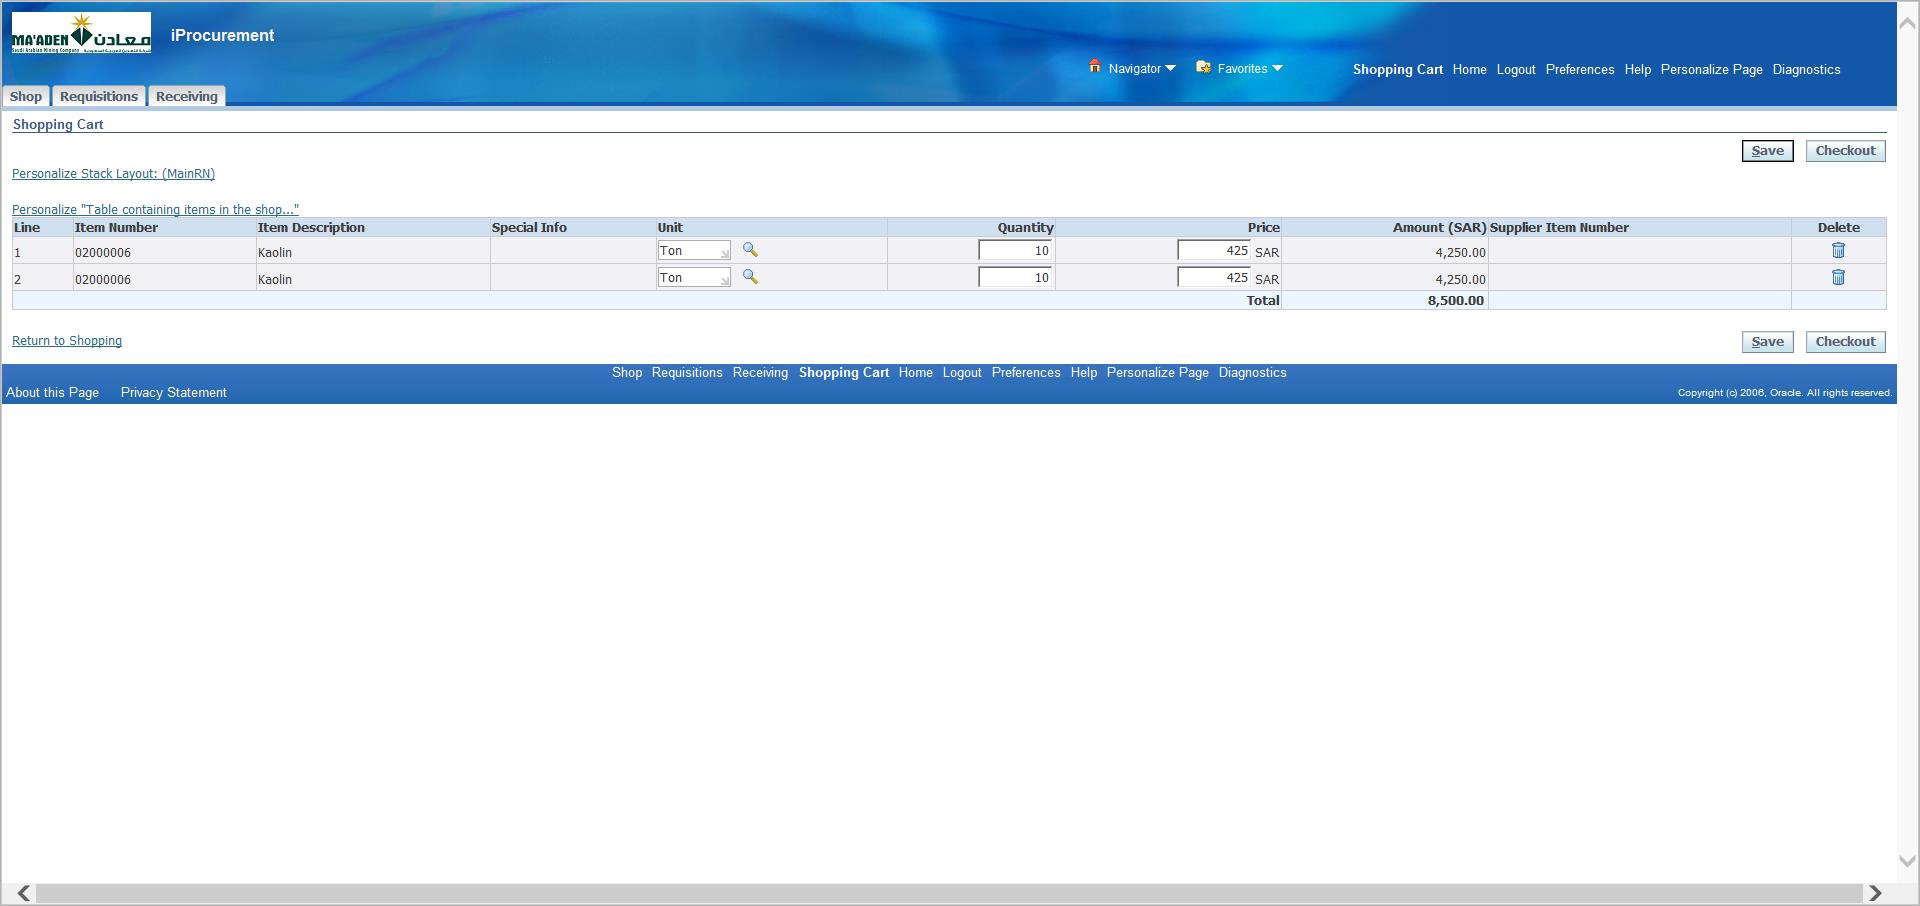 MA'ADEN معادن
Saudi Arabian Mining Company
iProcurement
Navigator Favorites Shopping Cart Home Logout Preferences Help Personalize Page Diagnostics
Shop Requisitions Receiving
Shopping Cart
Save Checkout
Personalize Stack Layout: (MainRN)
Personalize "Table containing items in the shop..."
Line Item Number Item Description Special Info Unit Quantity Price Amount (SAR) Supplier Item Number Delete
1 02000006 Kaolin Ton 10 425 SAR 4,250.00
2 02000006 Kaolin Ton 10 425 SAR 4,250.00
Total 8,500.00
Return to Shopping Save Checkout
Shop Requisitions Receiving Shopping Cart Home Logout Preferences Help Personalize Page Diagnostics
About this Page Privacy Statement Copyright (c) 2006, Oracle. All rights reserved.